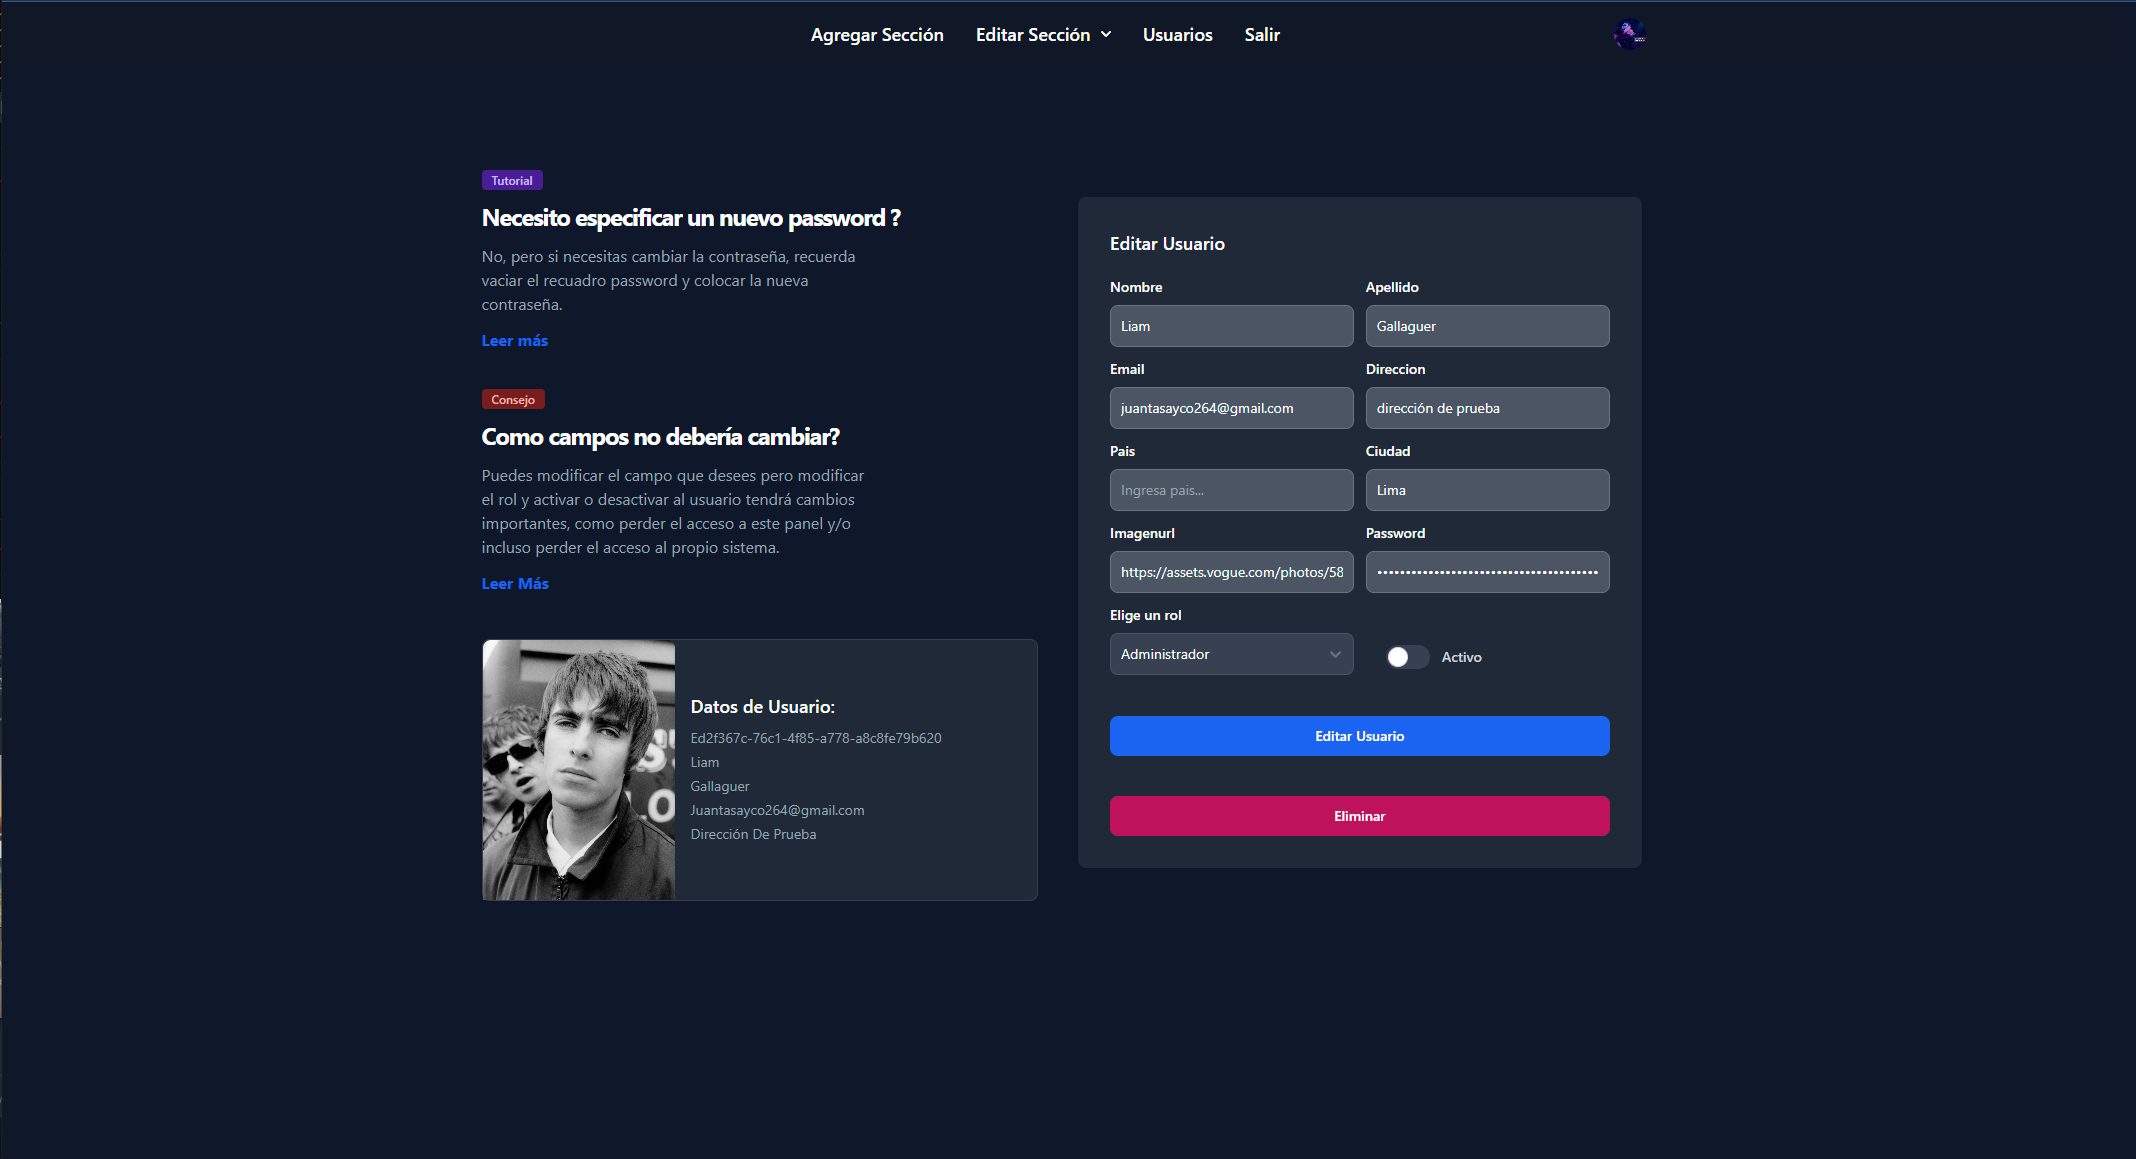 Agregar Sección
Editar Sección
Usuarios
Salir
Tutorial
Necesito especificar un nuevo password ?
No, pero si necesitas cambiar la contraseña, recuerda
vaciar el recuadro password y colocar la nueva
contraseña.
Leer más
Consejo
Como campos no debería cambiar?
Puedes modificar el campo que desees pero modificar
el rol y activar o desactivar al usuario tendrá cambios
importantes, como perder el acceso a este panel y/o
incluso perder el acceso al propio sistema.
Leer Más
Datos de Usuario:
Ed2f367c-76c1-4f85-a778-a8c8fe79b620
Liam
Gallaguer
Juantasayco264@gmail.com
Dirección De Prueba
Editar Usuario
Nombre
Apellido
Liam
Gallaguer
Email
Direccion
juantasayco264@gmail.com
dirección de prueba
Pais
Ciudad
Ingresa pais...
Lima
Imagenurl
Password
https://assets.vogue.com/photos/58
Elige un rol
Administrador
Activo
Editar Usuario
Eliminar